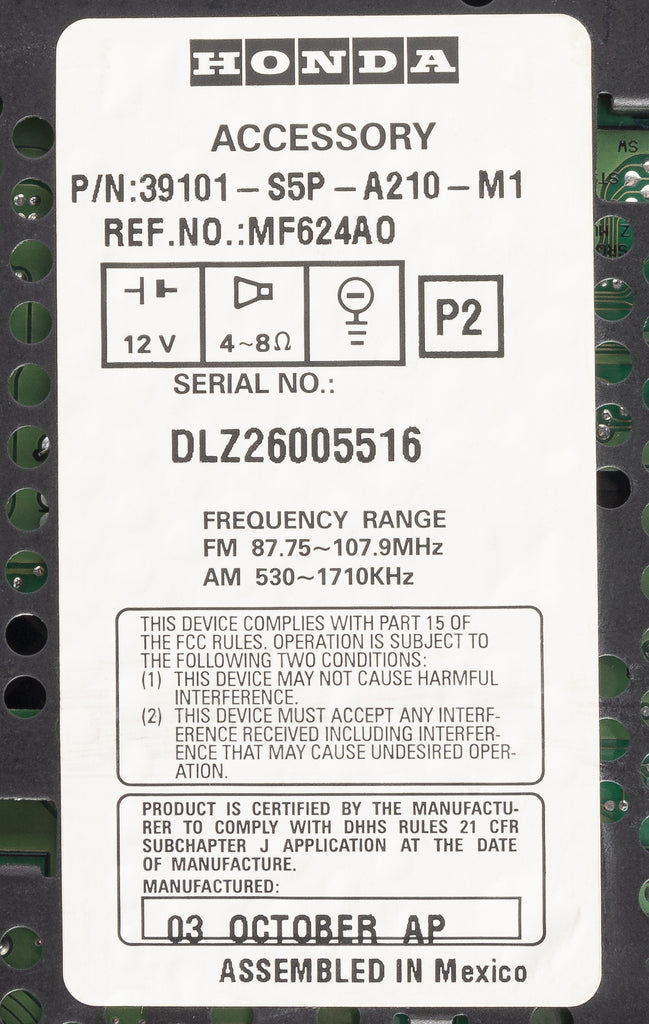 HONDA
ACCESSORY
P/N:39101-S5P-A210-M1
REF.NO.:MF624A0
12 V 4~8Ω P2
SERIAL NO.:
DLZ26005516
FREQUENCY RANGE
FM 87.75~107.9MHz
AM 530~1710KHz
THIS DEVICE COMPLIES WITH PART 15 OF
THE FCC RULES. OPERATION IS SUBJECT TO
THE FOLLOWING TWO CONDITIONS:
(1) THIS DEVICE MAY NOT CAUSE HARMFUL
INTERFERENCE.
(2) THIS DEVICE MUST ACCEPT ANY INTERF-
ERENCE RECEIVED INCLUDING INTERFER-
ENCE THAT MAY CAUSE UNDESIRED OPER-
ATION.
PRODUCT IS CERTIFIED BY THE MANUFACTU-
RER TO COMPLY WITH DHHS RULES 21 CFR
SUBCHAPTER J APPLICATION AT THE DATE
OF MANUFACTURE.
MANUFACTURED:
03 OCTOBER AP
ASSEMBLED IN Mexico